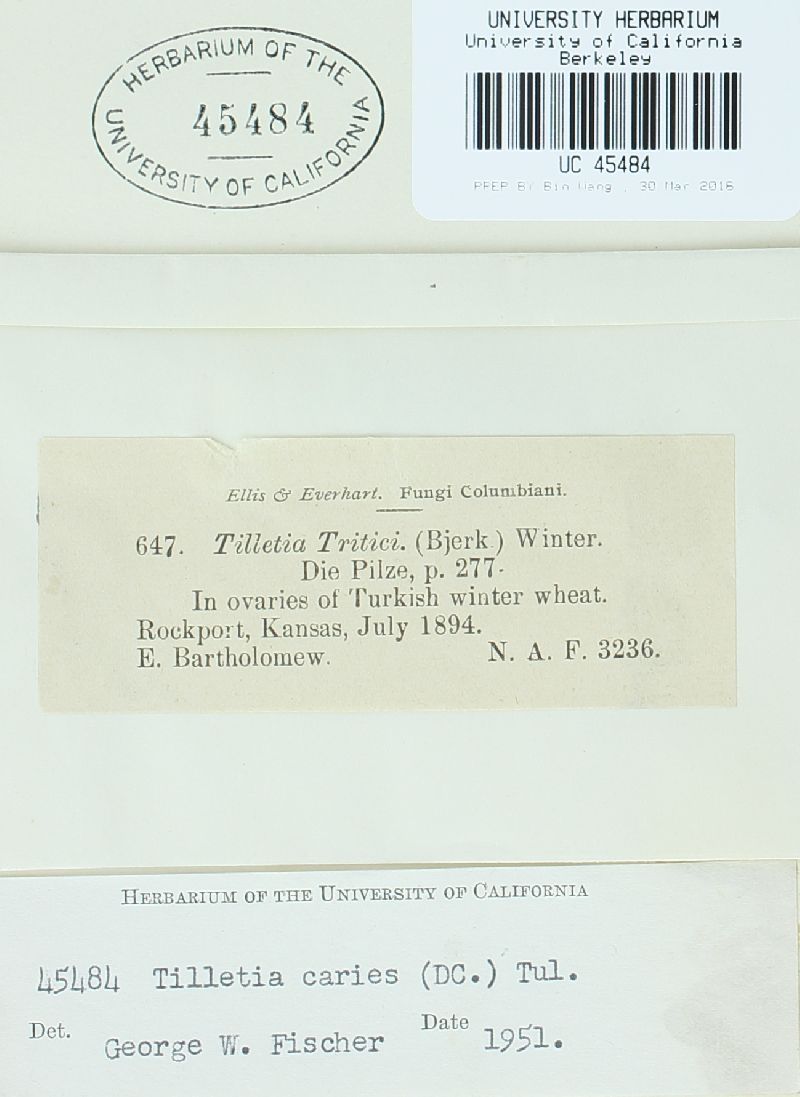 HERBARIUM OF THE
45484
UNIVERSITY OF CALIFORNIA
UNIVERSITY HERBARIUM
University of California
Berkeley
UC 45484
PREP BY Bin Wang , 30 Mar 2016
Ellis & Everhart. Fungi Columbiani.
647. Tilletia Tritici. (Bjerk.) Winter.
Die Pilze, p. 277.
In ovaries of Turkish winter wheat.
Rockport, Kansas, July 1894.
E. Bartholomew. N. A. F. 3236.
HERBARIUM OF THE UNIVERSITY OF CALIFORNIA
45484 Tilletia caries (DC.) Tul.
Det. George W. Fischer Date 1951.